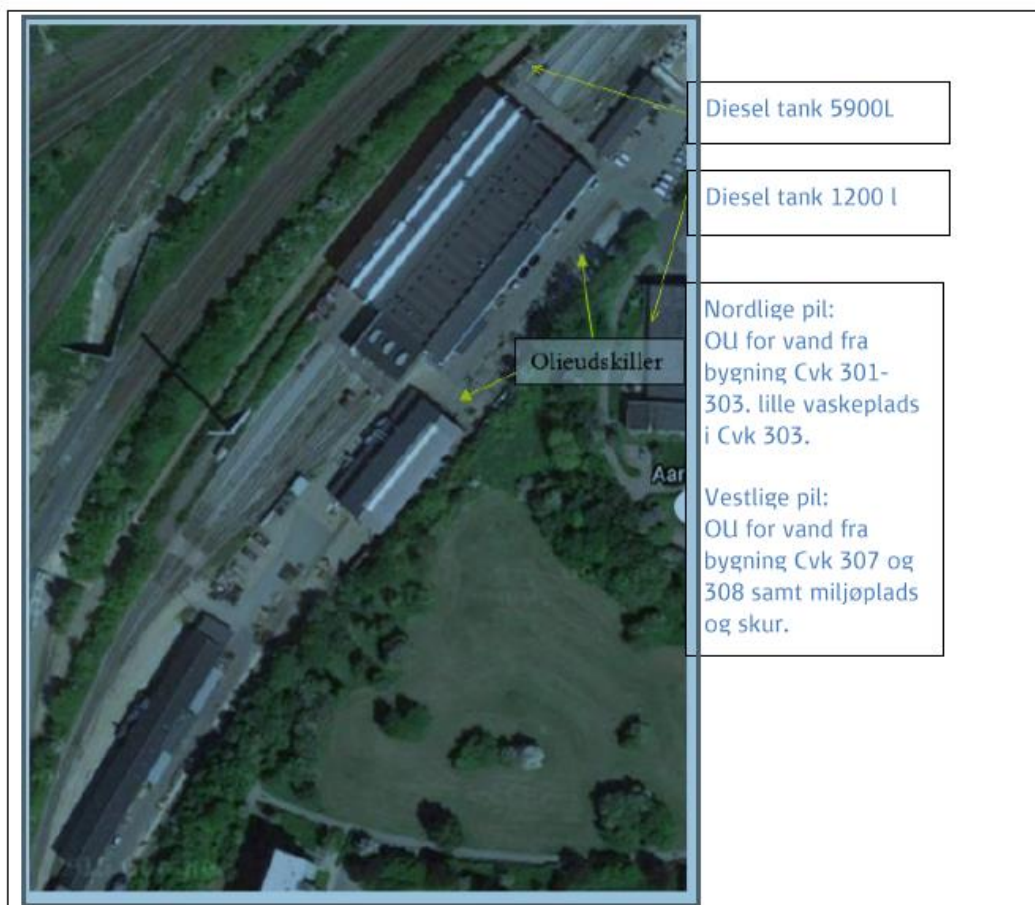 Diesel tank 5900L
Diesel tank 1200 l
Nordlige pil:
OU for vand fra
bygning Cvk 301-
303. lille vaskeplads
i Cvk 303.
Vestlige pil:
OU for vand fra
bygning Cvk 307 og
308 samt miljøplads
og skur.
Olieudskiller
Aar